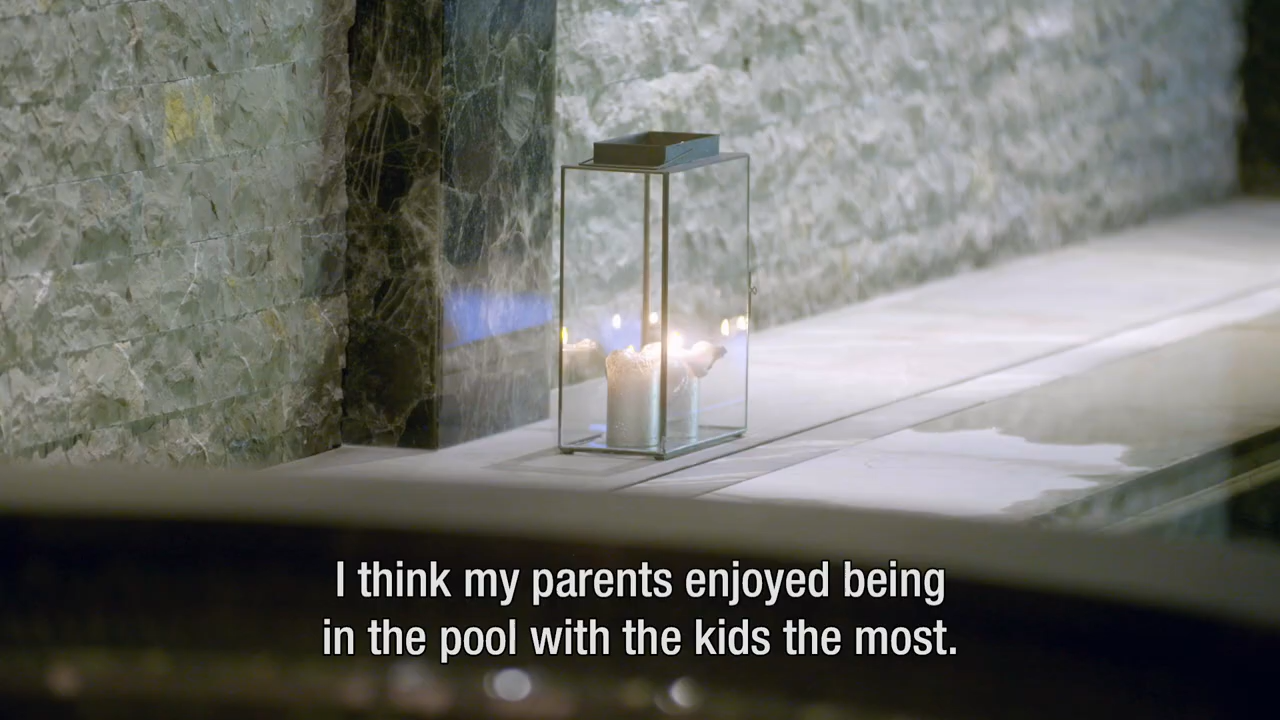 I think my parents enjoyed being
in the pool with the kids the most.